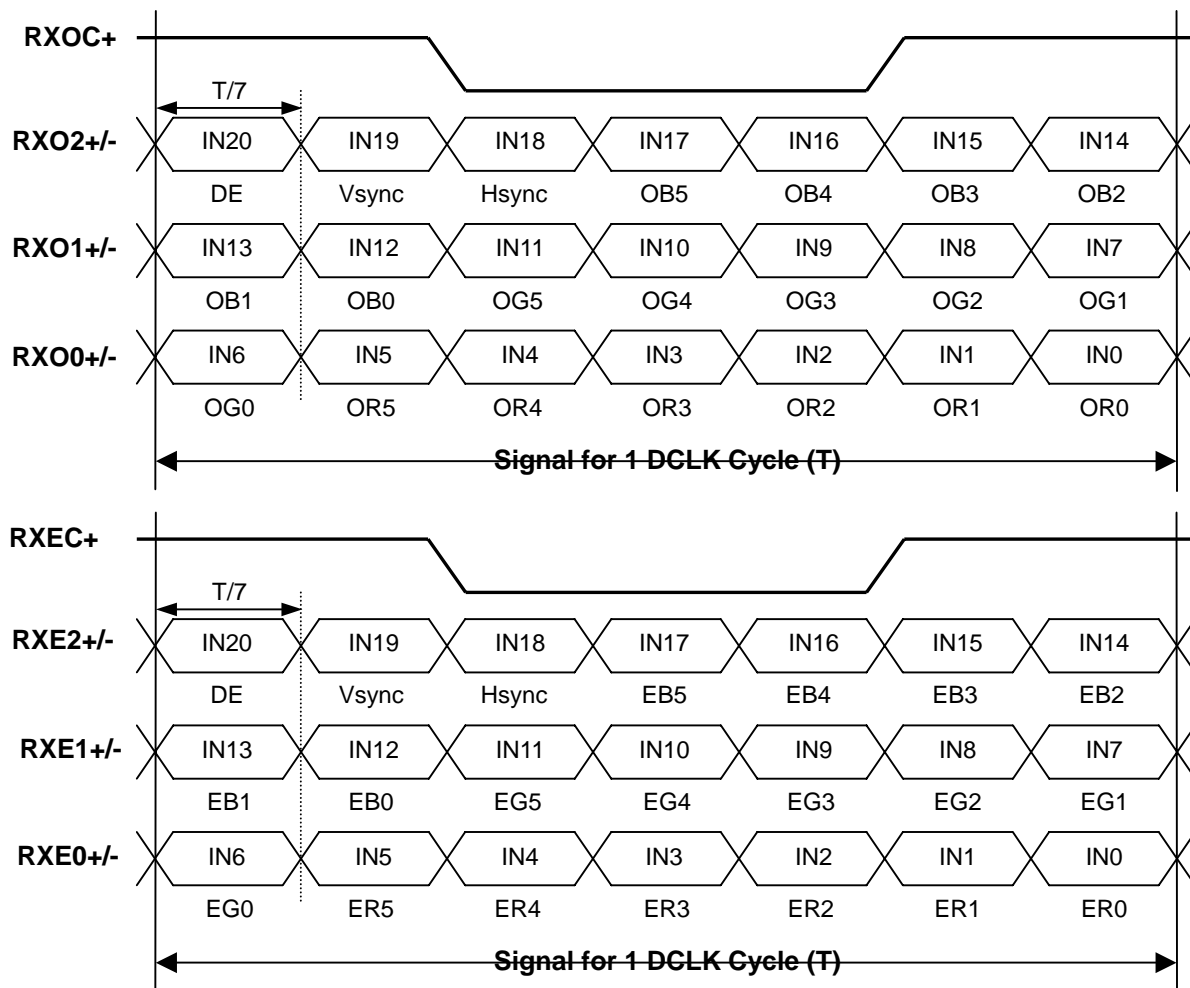 RXOC+
T/7
RXO2+/- IN20 IN19 IN18 IN17 IN16 IN15 IN14
DE Vsync Hsync OB5 OB4 OB3 OB2
RXO1+/- IN13 IN12 IN11 IN10 IN9 IN8 IN7
OB1 OB0 OG5 OG4 OG3 OG2 OG1
RXO0+/- IN6 IN5 IN4 IN3 IN2 IN1 IN0
OG0 OR5 OR4 OR3 OR2 OR1 OR0
Signal for 1 DCLK Cycle (T)
RXEC+
T/7
RXE2+/- IN20 IN19 IN18 IN17 IN16 IN15 IN14
DE Vsync Hsync EB5 EB4 EB3 EB2
RXE1+/- IN13 IN12 IN11 IN10 IN9 IN8 IN7
EB1 EB0 EG5 EG4 EG3 EG2 EG1
RXE0+/- IN6 IN5 IN4 IN3 IN2 IN1 IN0
EG0 ER5 ER4 ER3 ER2 ER1 ER0
Signal for 1 DCLK Cycle (T)